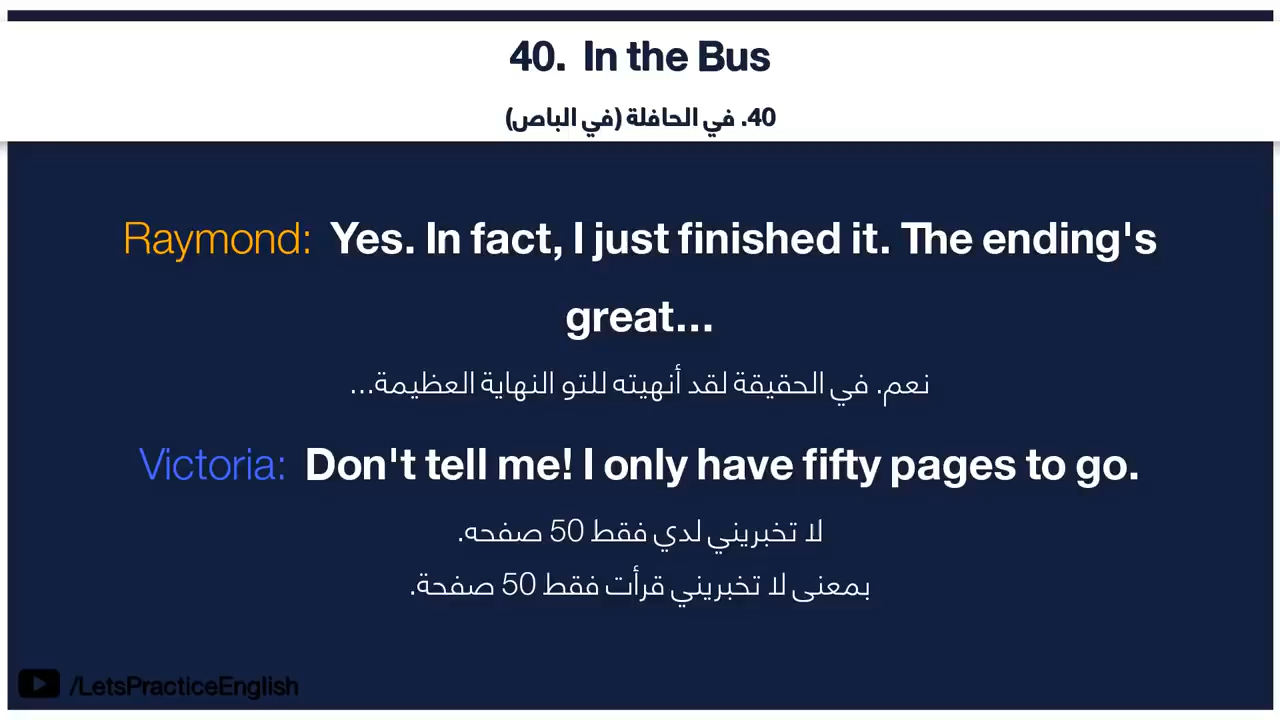 40. In the Bus
40. في الحافلة (في الباص)
Raymond: Yes. In fact, I just finished it. The ending's
great...
نعم. في الحقيقة لقد أنهيته للتو النهاية العظيمة...
Victoria: Don't tell me! I only have fifty pages to go.
لا تخبريني لدي فقط 50 صفحه.
بمعنى لا تخبريني قرأت فقط 50 صفحة.
/LetsPracticeEnglish